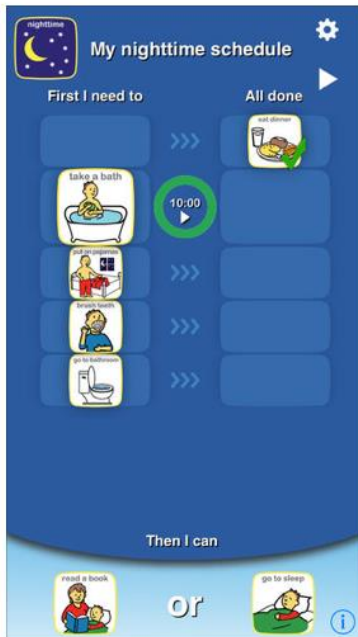 nighttime
My nighttime schedule
First I need to
All done
eat dinner
take a bath
10:00
put on pajamas
brush teeth
go to bathroom
Then I can
read a book
or
go to sleep
i